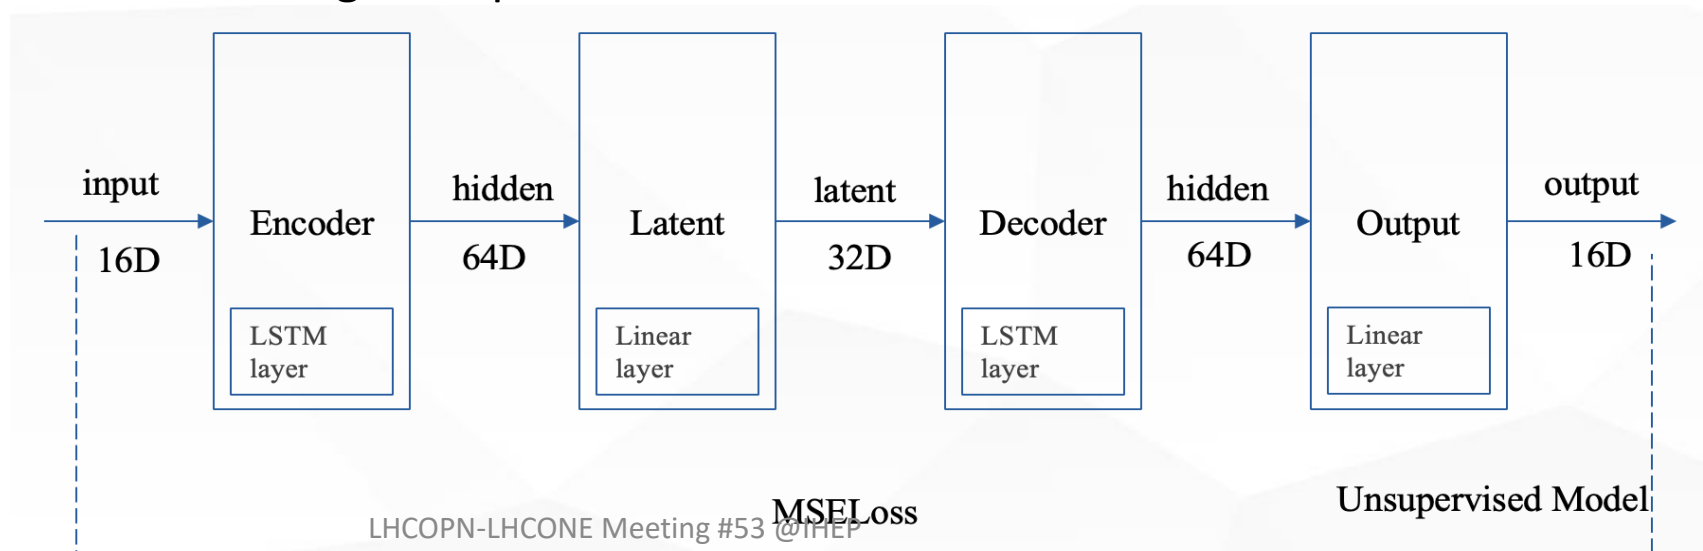 input
16D
Encoder
LSTM
layer
hidden
64D
Latent
Linear
layer
latent
32D
Decoder
LSTM
layer
hidden
64D
Output
Linear
layer
output
16D
MSELoss
Unsupervised Model
LHCOPN-LHCONE Meeting #53 @IHEP